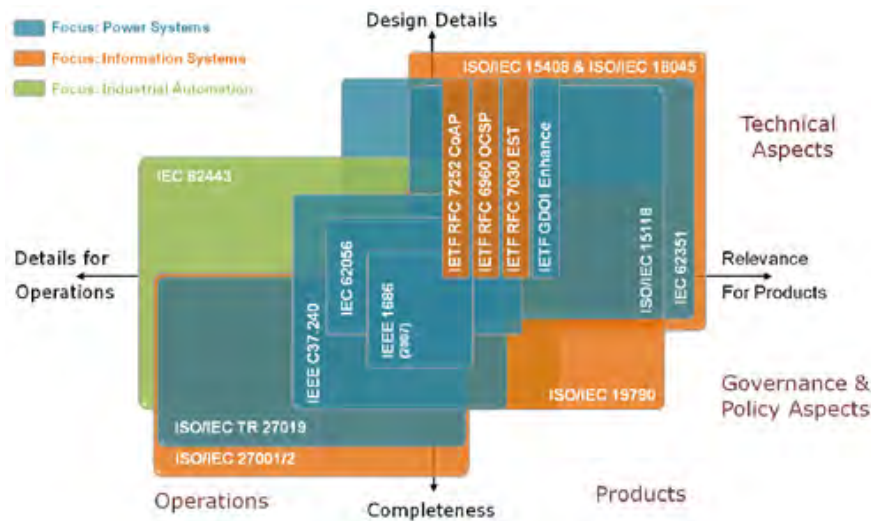 Design Details
Focus: Power Systems
Focus: Information Systems
Focus: Industrial Automation
ISO/IEC 15408 & ISO/IEC 18045
Technical
Aspects
IEC 62443
IETF RFC 7252 CoAP
IETF RFC 6960 OCSP
IETF RFC 7030 EST
IETF GDOI Enhance
ISO/IEC 15118
IEC 62351
Details for
Operations
Relevance
For Products
IEEE C37.240
IEC 62056
IEEE 1686
(2007)
ISO/IEC 19790
Governance &
Policy Aspects
ISO/IEC TR 27019
ISO/IEC 27001/2
Operations
Completeness
Products